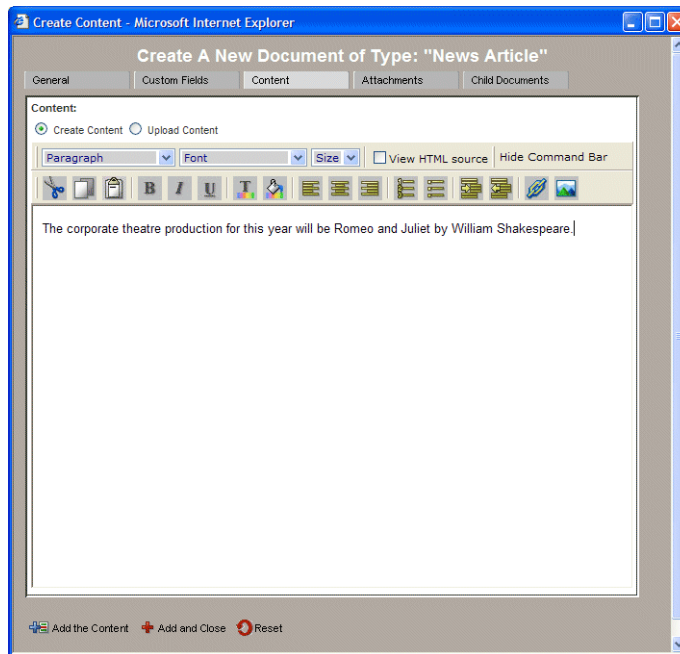 Create Content - Microsoft Internet Explorer
Create A New Document of Type: "News Article"
General Custom Fields Content Attachments Child Documents
Content:
Create Content Upload Content
Paragraph Font Size View HTML source Hide Command Bar
B I U T
The corporate theatre production for this year will be Romeo and Juliet by William Shakespeare.
Add the Content Add and Close Reset